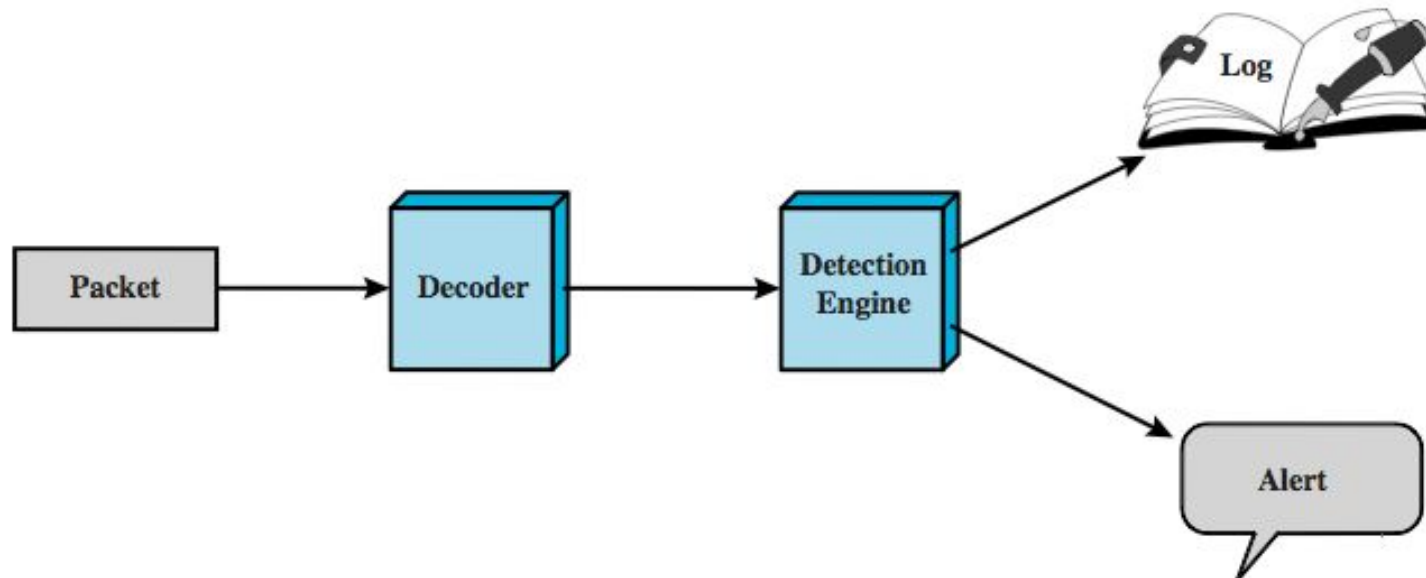 Log
Packet
Decoder
Detection
Engine
Alert